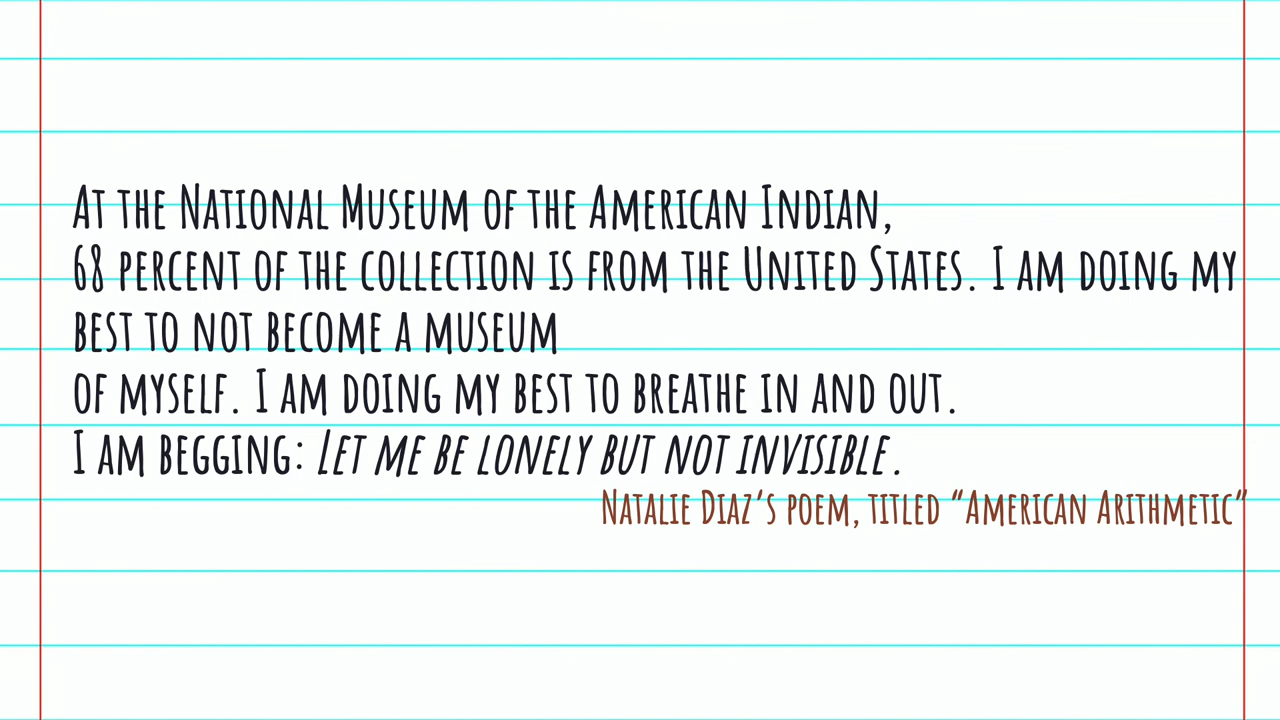 At the National Museum of the American Indian,
68 percent of the collection is from the United States. I am doing my
best to not become a museum
of myself. I am doing my best to breathe in and out.
I am begging: Let me be lonely but not invisible.
Natalie Diaz’s poem, titled “American Arithmetic”